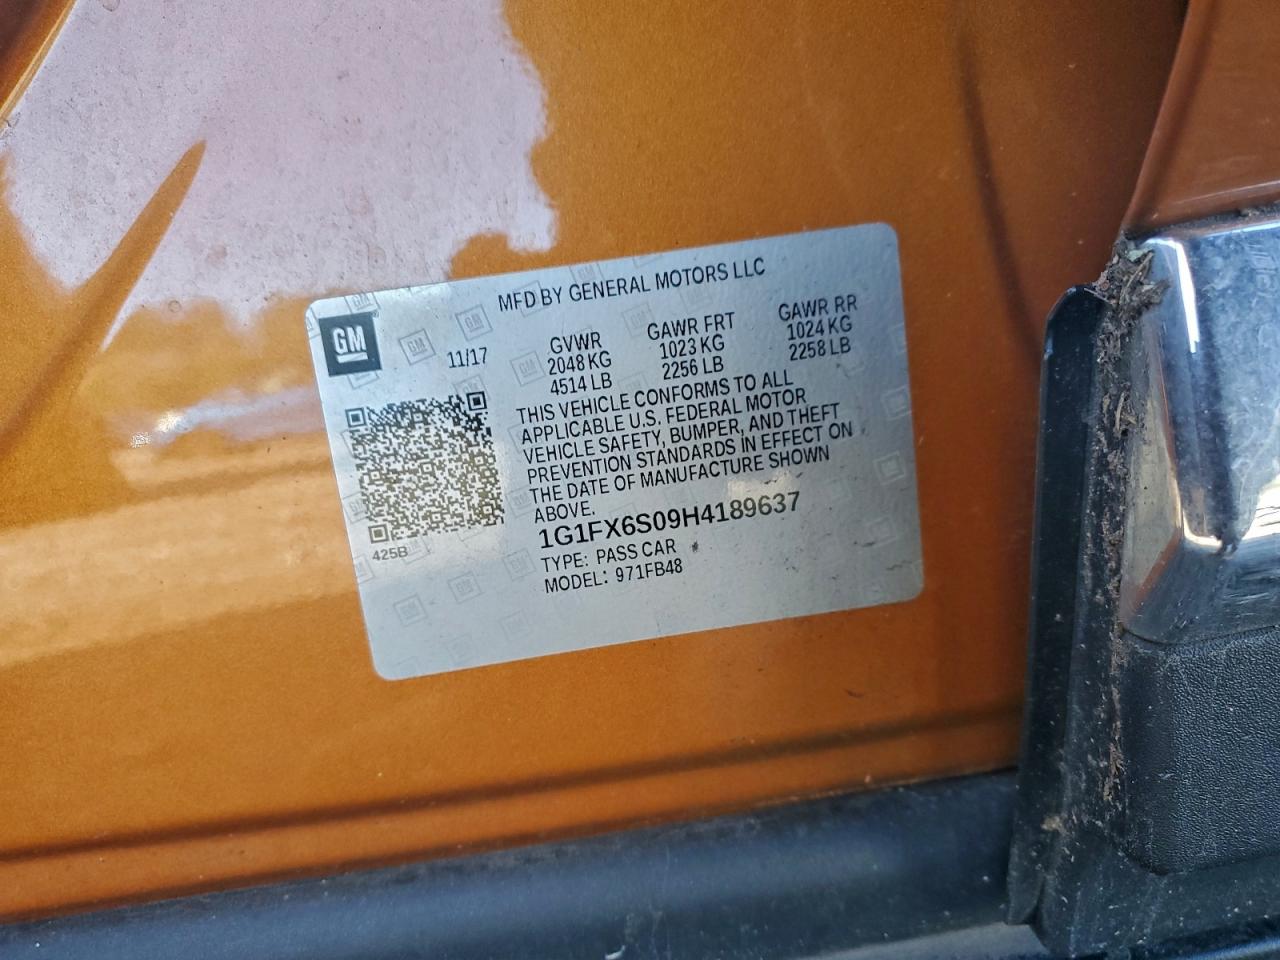 MFD BY GENERAL MOTORS LLC
GM
11/17
GVWR
2048 KG
4514 LB
GAWR FRT
1023 KG
2256 LB
GAWR RR
1024 KG
2258 LB
THIS VEHICLE CONFORMS TO ALL
APPLICABLE U.S. FEDERAL MOTOR
VEHICLE SAFETY, BUMPER, AND THEFT
PREVENTION STANDARDS IN EFFECT ON
THE DATE OF MANUFACTURE SHOWN
ABOVE.
1G1FX6S09H4189637
TYPE: PASS CAR
MODEL: 971FB48
425B